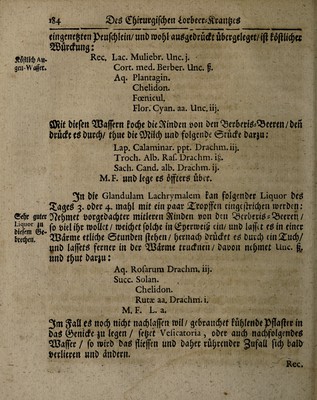 184 Des Chirurgischen Lorbeer-Krantzes
eingenetzten Peuschlein/ und wohl ausgedrückt übergeleget/ ist köstlicher
Würckung:
Köstlich Au-
gen-Wasser.
Rec. Lac. Muliebr. Unc. j.
Cort. med. Berber. Unc. ß.
Aq. Plantagin.
Chelidon.
Fœnicul.
Flor. Cyan. aa. Unc. iij.
Mit diesen Wassern koche die Rinden von den Berberis-Beeren/ deñ
drücke es durch/ thue die Milch und folgende Stücke darzu:
Lap. Calaminar. ppt. Drachm. iij.
Troch. Alb. Raſ. Drachm. iß.
Sach. Cand. alb. Drachm. ij.
M. F. und lege es öffters über.
In die Glandulam Lachrymalem kan folgender Liquor des
Tages 3. oder 4. mahl mit ein paar Tropffen eingestrichen werden:
Sehr guter
Liquor zu
diesen Ge-
brechen.
Nehmet vorgedachter mitleren Rinden von den Berberis-Beeren/
so viel ihr wollet/ weichet solche in Eyerweiß ein/ und lasset es in einer
Wärme etliche Stunden stehen/ hernach drücket es durch ein Tuch/
und lassets ferner in der Wärme trucknen/ davon nehmet Unc. ß.
und thut darzu:
Aq. Rosarum Drachm. iij.
Succ. Solan.
Chelidon.
Rutæ aa. Drachm. i.
M. F. L. a.
Im Fall es noch nicht nachlassen wil/ gebrauchet kühlende Pflaster in
das Genicke zu legen/ setzet Vesicatoria, oder auch nachfolgendes
Wasser/ so wird das fliessen und daher rührender Zufall sich bald
verlieren und ändern.
Rec.